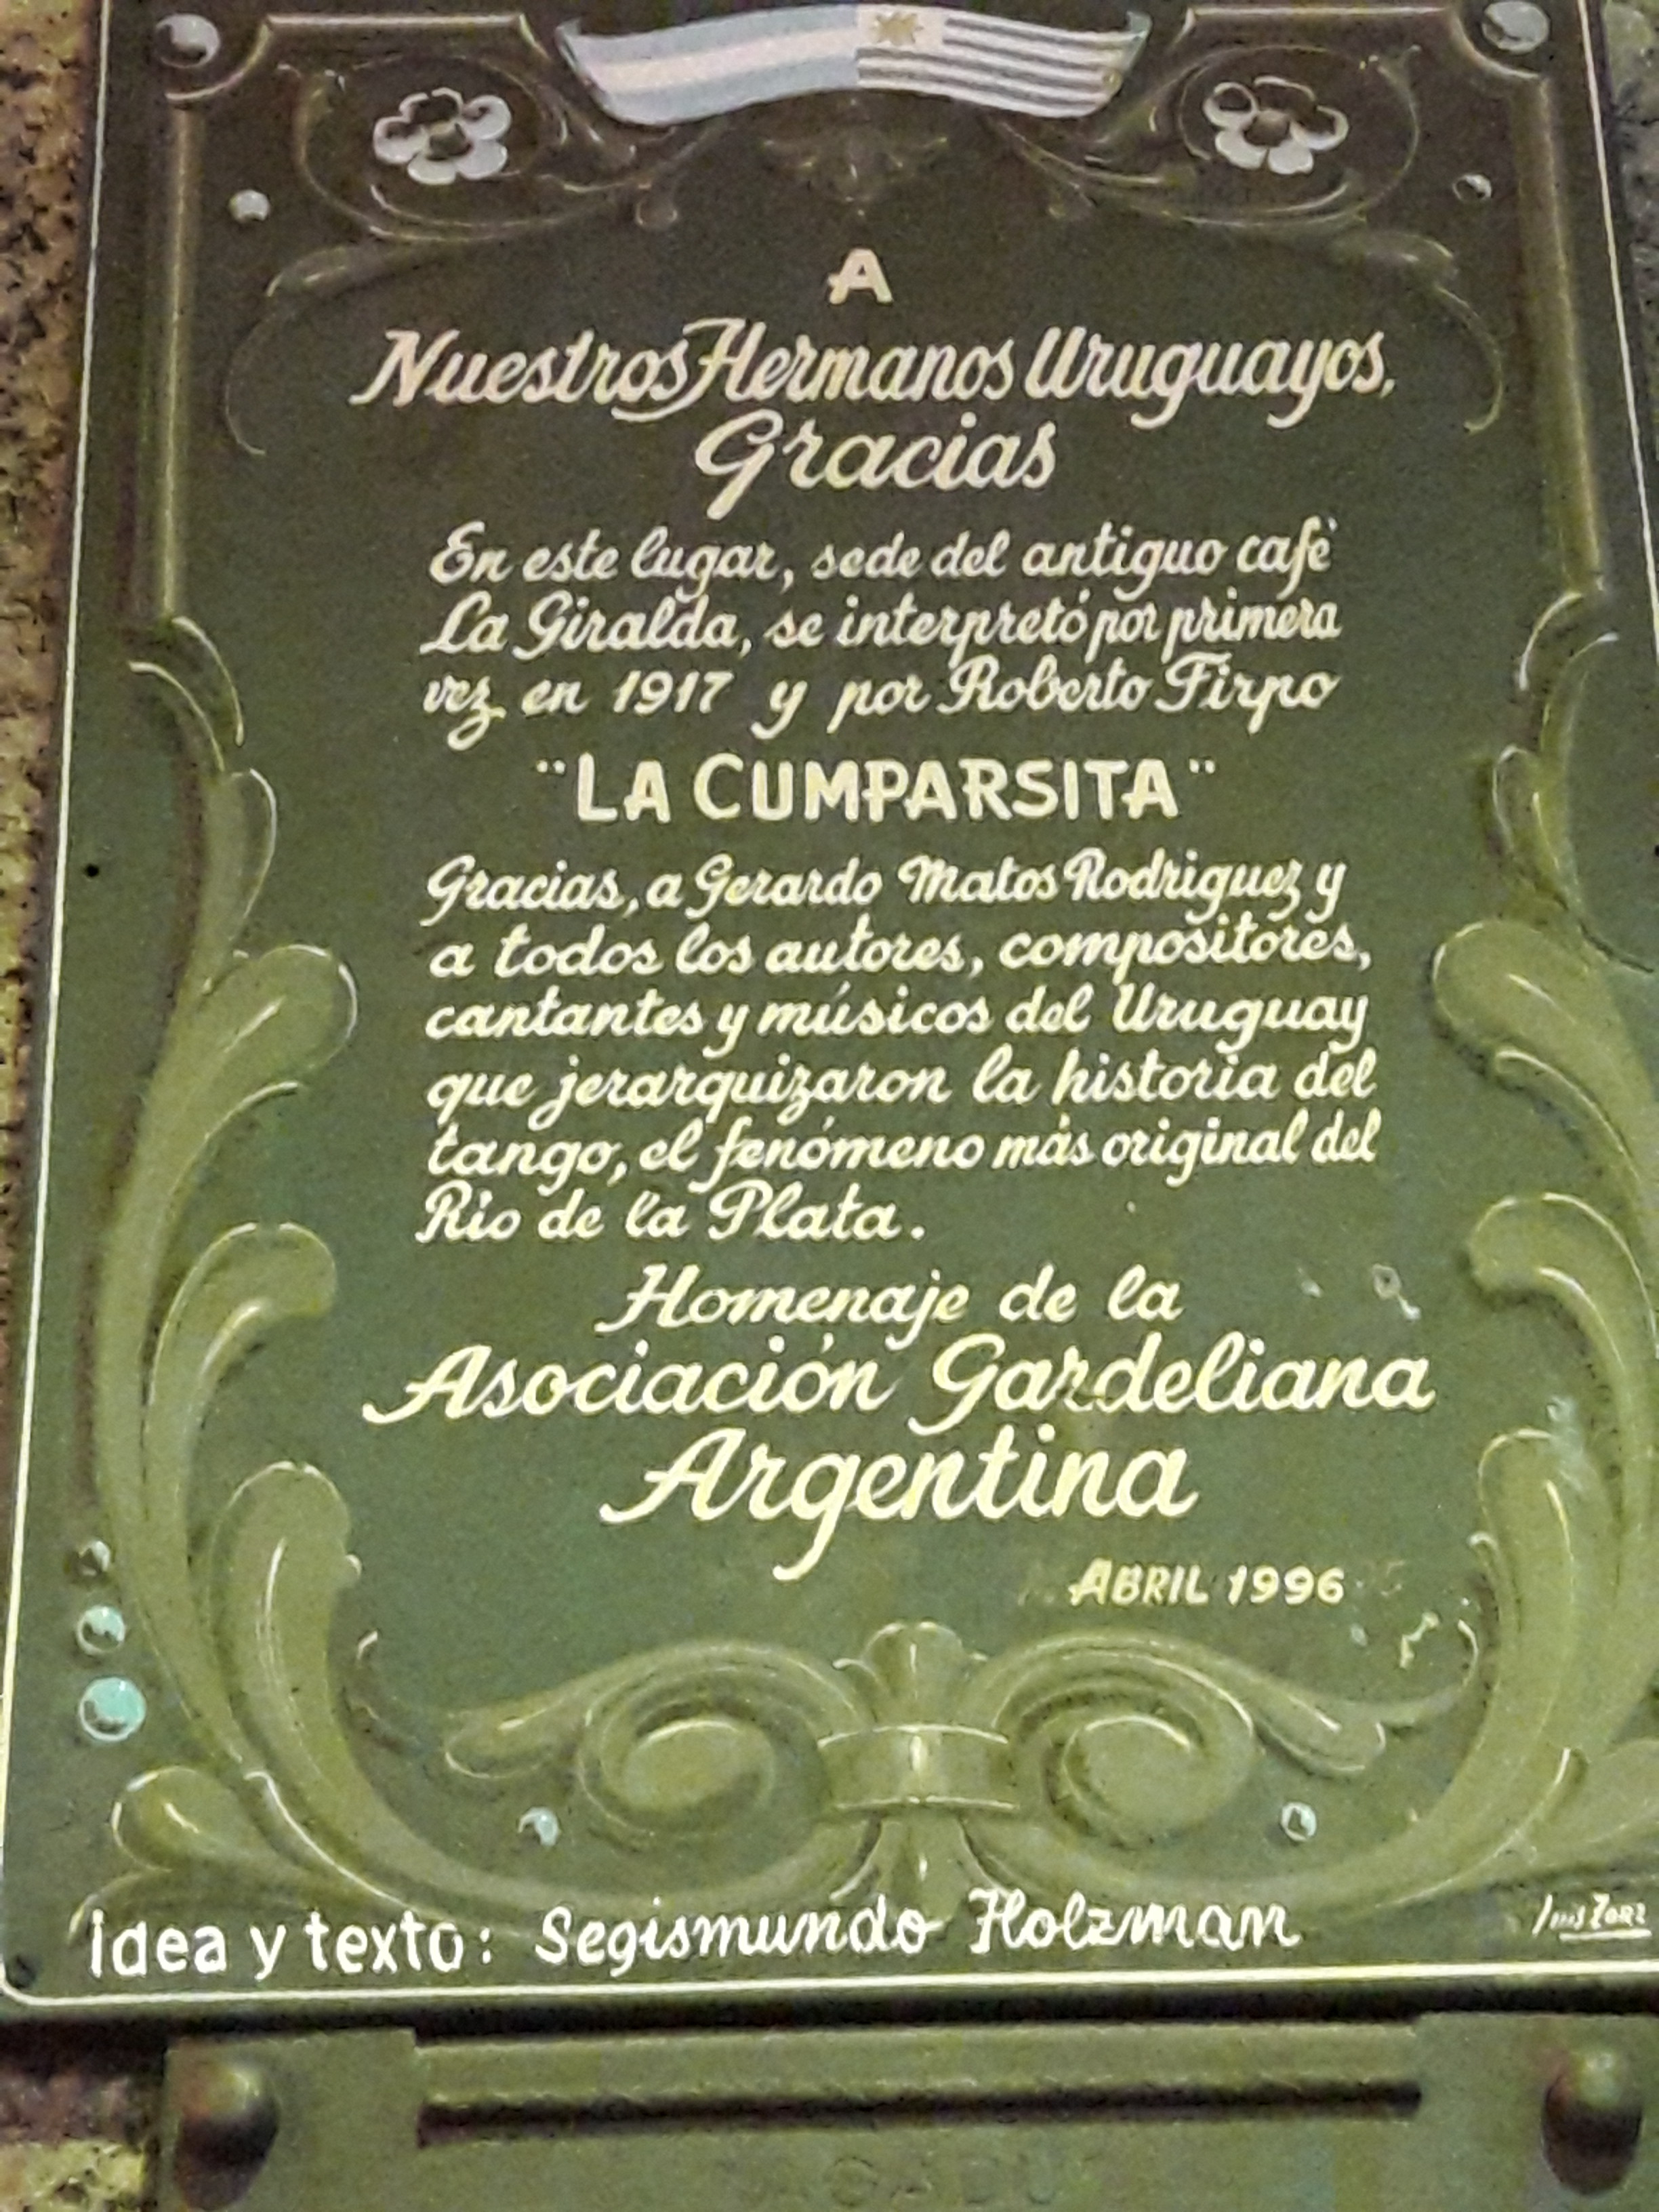 A
Nuestros Hermanos Uruguayos,
Gracias
En este lugar, sede del antiguo café
La Giralda, se interpretó por primera
vez en 1917 y por Roberto Firpo
"LA CUMPARSITA"
Gracias, a Gerardo Matos Rodriguez y
a todos los autores, compositores,
cantantes y músicos del Uruguay
que jerarquizaron la historia del
tango, el fenómeno más original del
Rio de la Plata.
Homenaje de la
Asociación Gardeliana
Argentina
ABRIL 1996
idea y texto: Segismundo Holzman